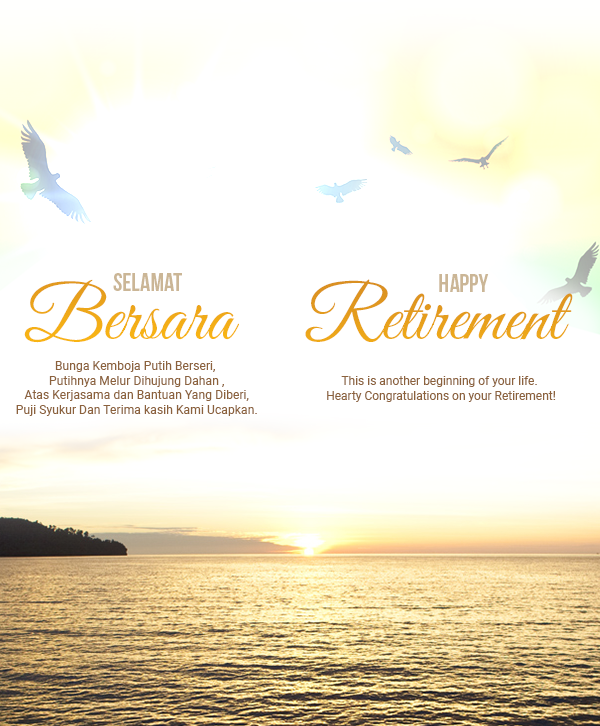 SELAMAT
Bersara
Bunga Kemboja Putih Berseri,
Putihnya Melur Dihujung Dahan ,
Atas Kerjasama dan Bantuan Yang Diberi,
Puji Syukur Dan Terima kasih Kami Ucapkan.
HAPPY
Retirement
This is another beginning of your life.
Hearty Congratulations on your Retirement!